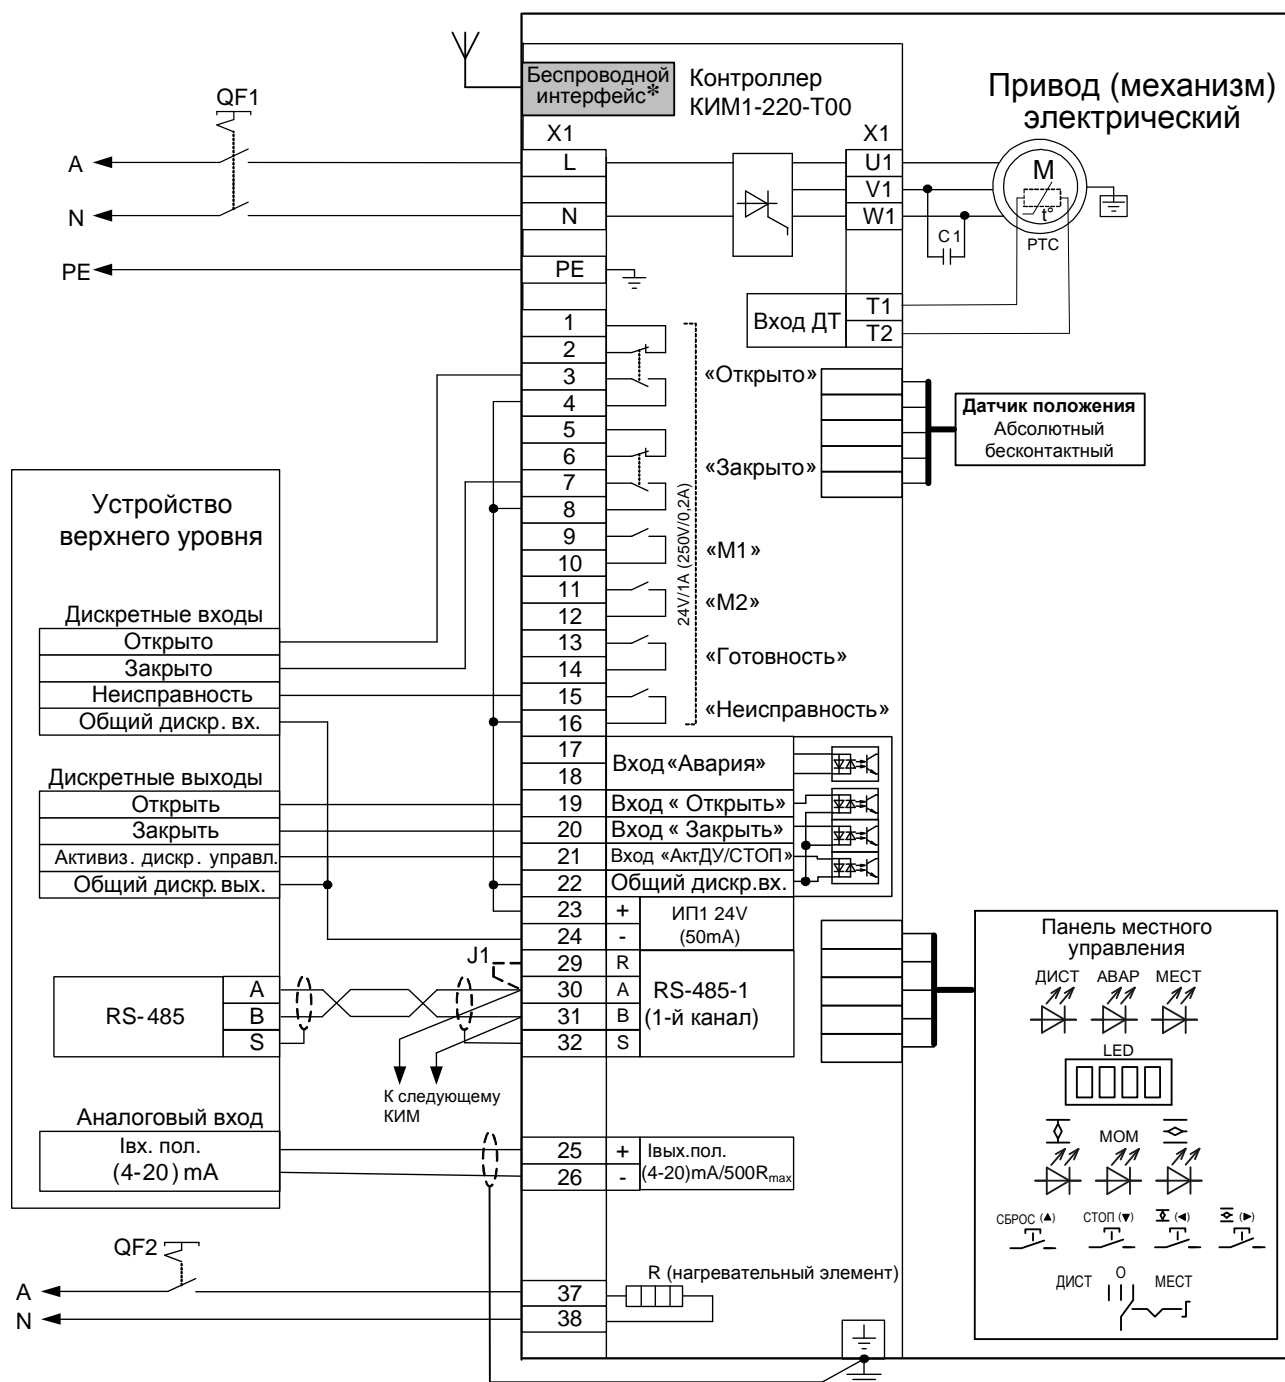 Беспроводной
интерфейс*
Контроллер
КИМ1-220-Т00
Привод (механизм)
электрический
QF1
X1
X1
A
L
U1
V1
N
N
W1
M
t°
PTC
C1
PE
PE
Вход ДТ
T1
T2
1
2
3
4
5
6
7
8
9
10
11
12
13
14
15
16
«Открыто»
«Закрыто»
«М1»
«М2»
«Готовность»
«Неисправность»
24V/1A (250V/0,2A)
Датчик положения
Абсолютный
бесконтактный
Устройство
верхнего уровня
Дискретные входы
Открыто
Закрыто
Неисправность
Общий дискр. вх.
Дискретные выходы
Открыть
Закрыть
Активиз. дискр. управл.
Общий дискр. вых.
17
18
Вход «Авария»
19
Вход « Открыть»
20
Вход « Закрыть»
21
Вход «АктДУ/СТОП»
22
Общий дискр.вх.
23
+
24
-
ИП1 24V
(50mA)
J1
29
R
30
A
31
B
32
S
RS-485-1
(1-й канал)
RS-485
A
B
S
К следующему
КИМ
Аналоговый вход
Iвх. пол.
(4-20) mA
25
+
26
-
Iвых.пол.
(4-20)mA/500Rmax
QF2
A
N
37
38
R (нагревательный элемент)
Панель местного
управления
ДИСТ АВАР МЕСТ
LED
МОМ
СБРОС (▲) СТОП (▼) (◄) (►)
ДИСТ O МЕСТ